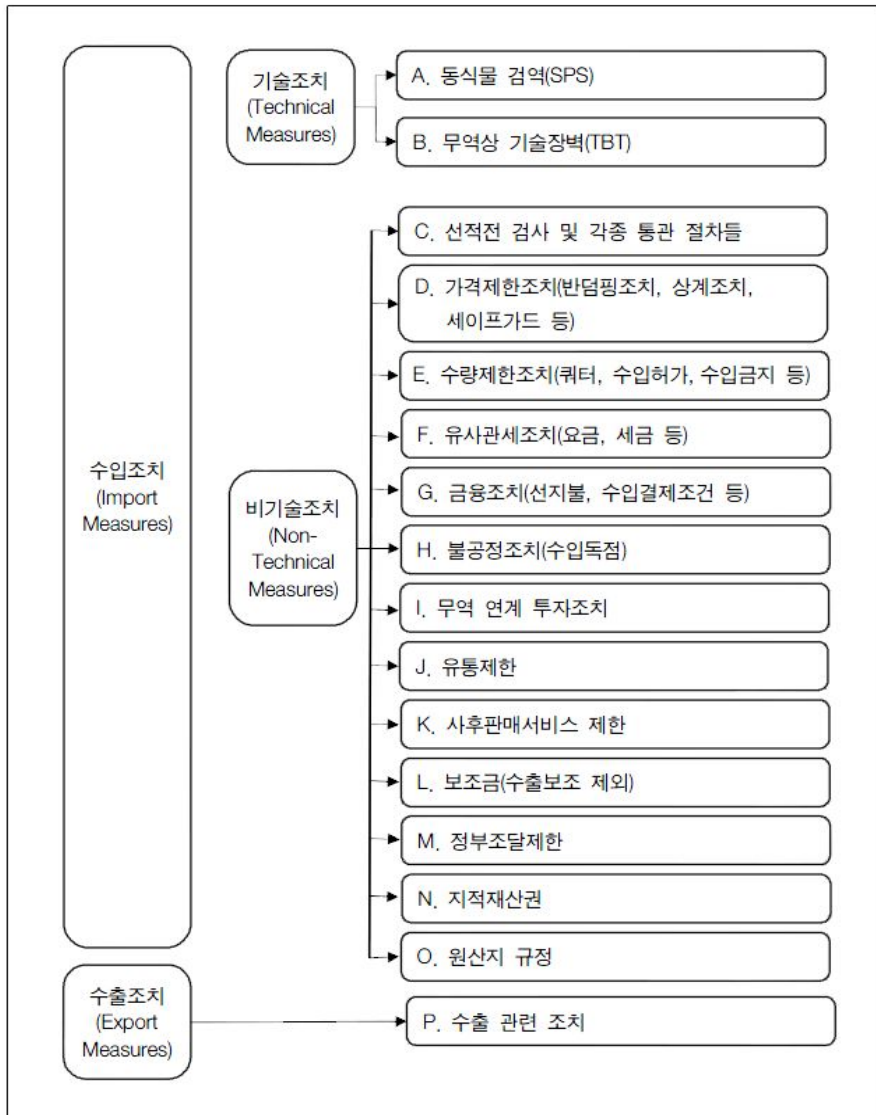 수입조치
(Import
Measures)
기술조치
(Technical
Measures)
A. 동식물 검역(SPS)
B. 무역상 기술장벽(TBT)
비기술조치
(Non-
Technical
Measures)
C. 선적전 검사 및 각종 통관 절차들
D. 가격제한조치(반덤핑조치, 상계조치,
세이프가드 등)
E. 수량제한조치(쿼터, 수입허가, 수입금지 등)
F. 유사관세조치(요금, 세금 등)
G. 금융조치(선지불, 수입결제조건 등)
H. 불공정조치(수입독점)
I. 무역 연계 투자조치
J. 유통제한
K. 사후판매서비스 제한
L. 보조금(수출보조 제외)
M. 정부조달제한
N. 지적재산권
O. 원산지 규정
수출조치
(Export
Measures)
P. 수출 관련 조치